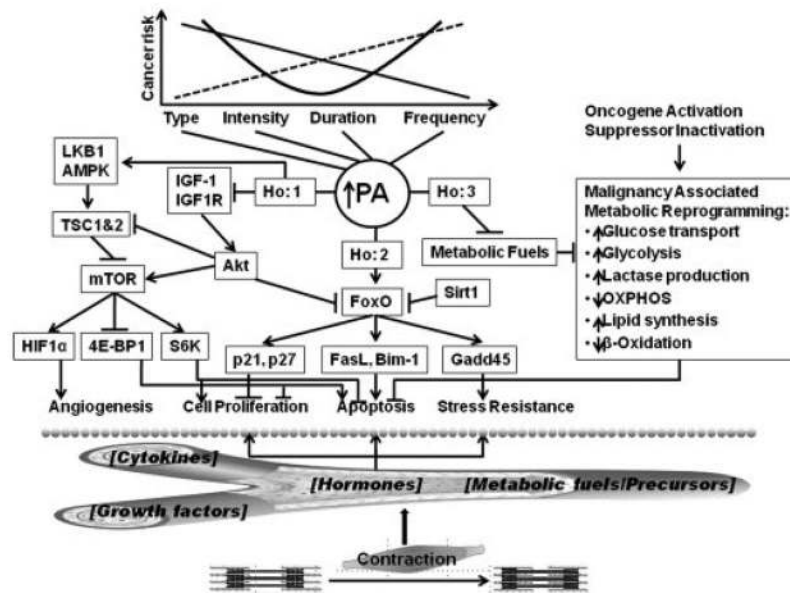 Cancer risk
Type Intensity Duration Frequency
Oncogene Activation
Suppressor Inactivation
LKB1
AMPK
IGF-1
IGF1R
Ho: 1
↑PA
Ho: 3
Malignancy Associated
Metabolic Reprogramming:
• ↑Glucose transport
• ↑Glycolysis
• ↑Lactase production
• ↓OXPHOS
• ↑Lipid synthesis
• ↓β-Oxidation
TSC1&2
Akt
Ho: 2
Metabolic Fuels
mTOR
FoxO
Sirt1
HIF1α 4E-BP1 S6K
p21, p27 FasL, Bim-1 Gadd45
Angiogenesis Cell Proliferation Apoptosis Stress Resistance
[Cytokines]
[Hormones] [Metabolic fuels/Precursors]
[Growth factors]
Contraction